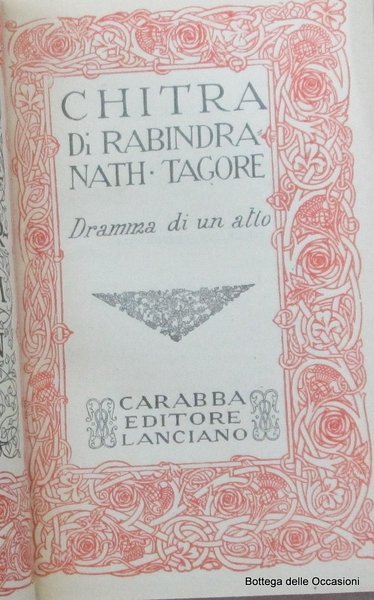 CHITRA
Di RABINDRA-
NATH · TAGORE
Dramma di un atto
CARABBA
EDITORE
LANCIANO
Bottega delle Occasioni